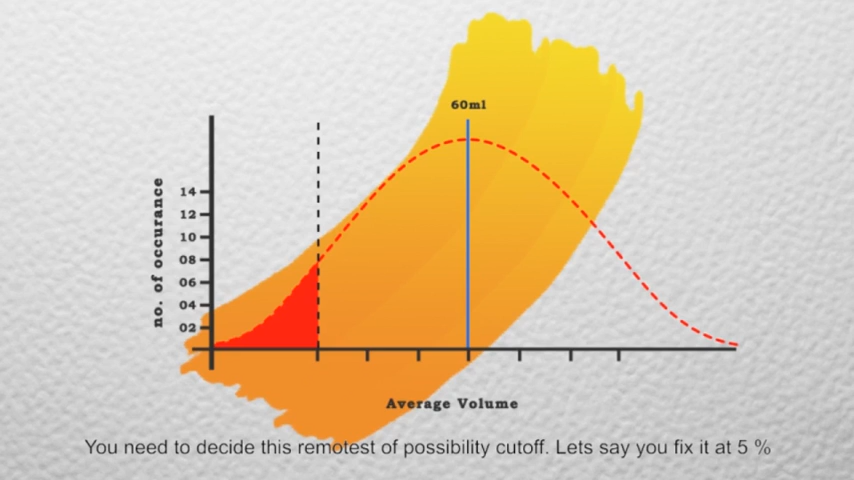 60ml
no. of occurance
14
12
10
08
06
04
02
Average Volume
You need to decide this remotest of possibility cutoff. Lets say you fix it at 5 %